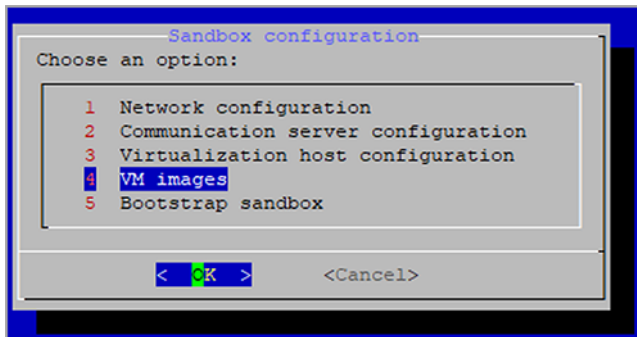 Sandbox configuration
Choose an option:
1 Network configuration
2 Communication server configuration
3 Virtualization host configuration
4 VM images
5 Bootstrap sandbox
< OK > <Cancel>